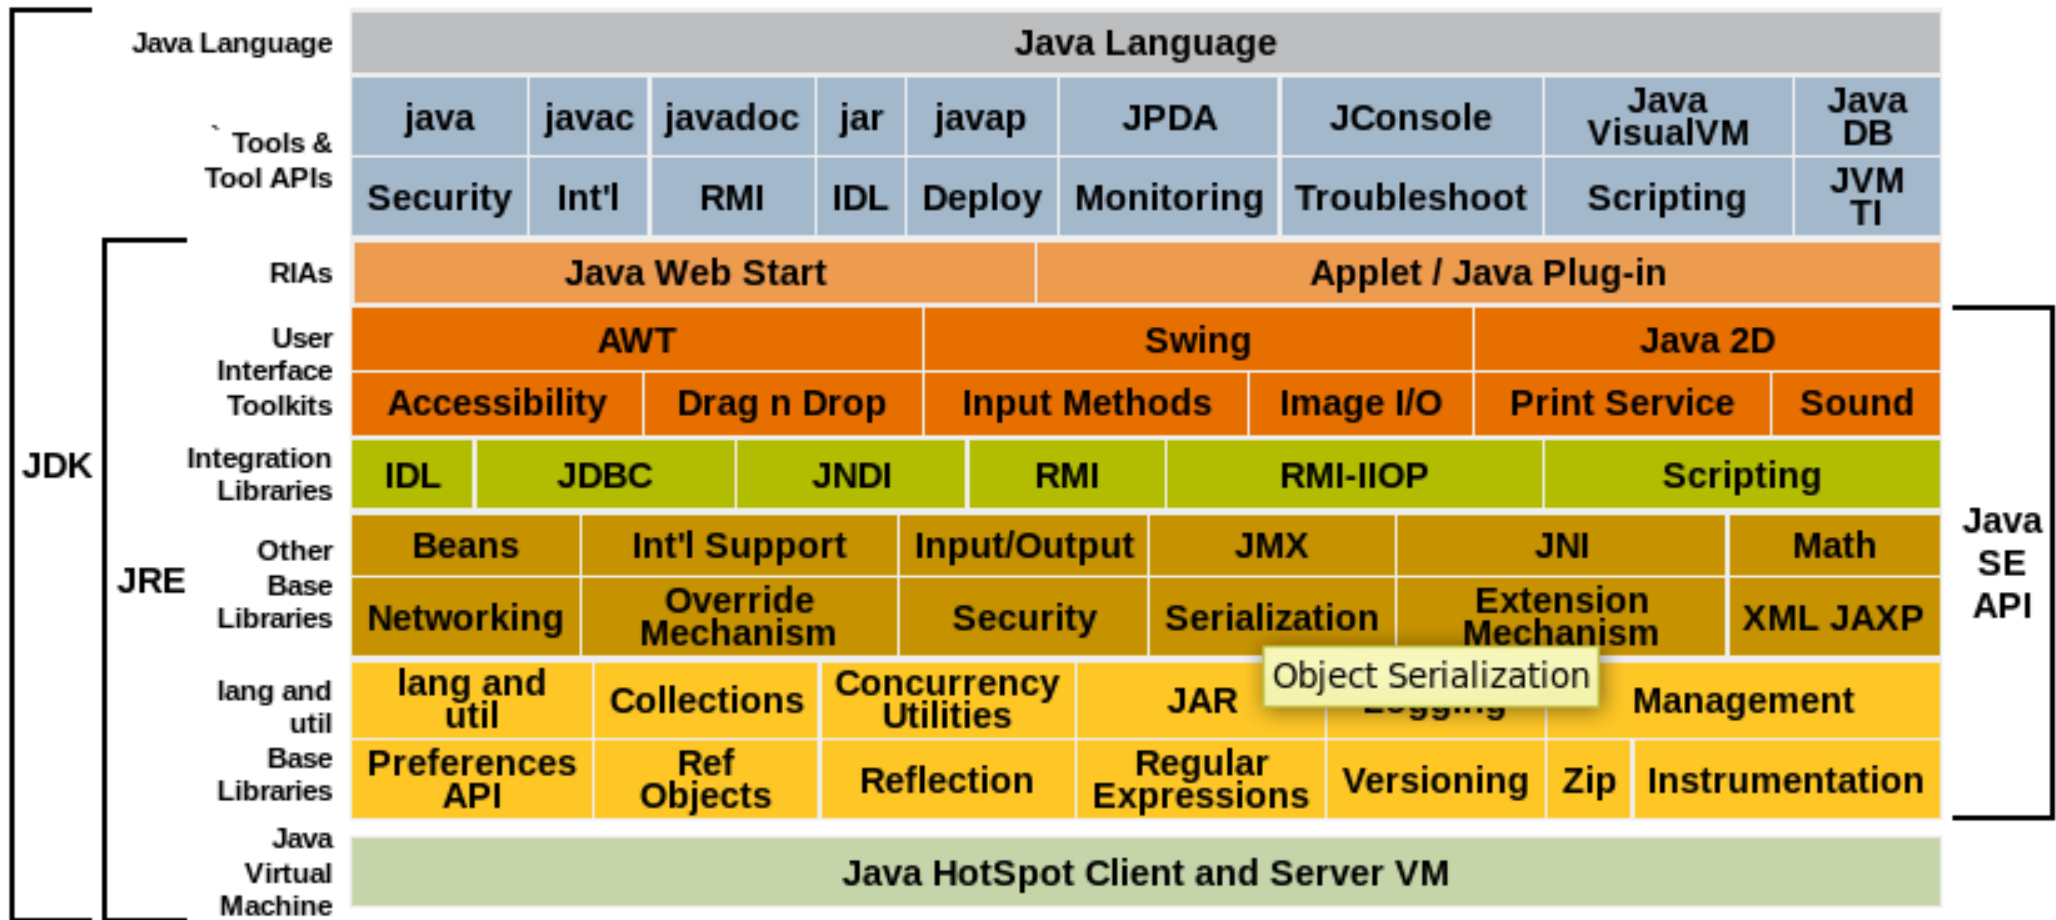 Java Language
Java Language
java javac javadoc jar javap JPDA JConsole Java VisualVM Java DB
` Tools & Tool APIs
Security Int'l RMI IDL Deploy Monitoring Troubleshoot Scripting JVM TI
RIAs
Java Web Start Applet / Java Plug-in
User Interface Toolkits
AWT Swing Java 2D
Accessibility Drag n Drop Input Methods Image I/O Print Service Sound
Integration Libraries
IDL JDBC JNDI RMI RMI-IIOP Scripting
JDK
JRE
Other Base Libraries
Beans Int'l Support Input/Output JMX JNI Math
Networking Override Mechanism Security Serialization Extension Mechanism XML JAXP
Object Serialization
Java SE API
lang and util Base Libraries
lang and util Collections Concurrency Utilities JAR Logging Management
Preferences API Ref Objects Reflection Regular Expressions Versioning Zip Instrumentation
Java Virtual Machine
Java HotSpot Client and Server VM